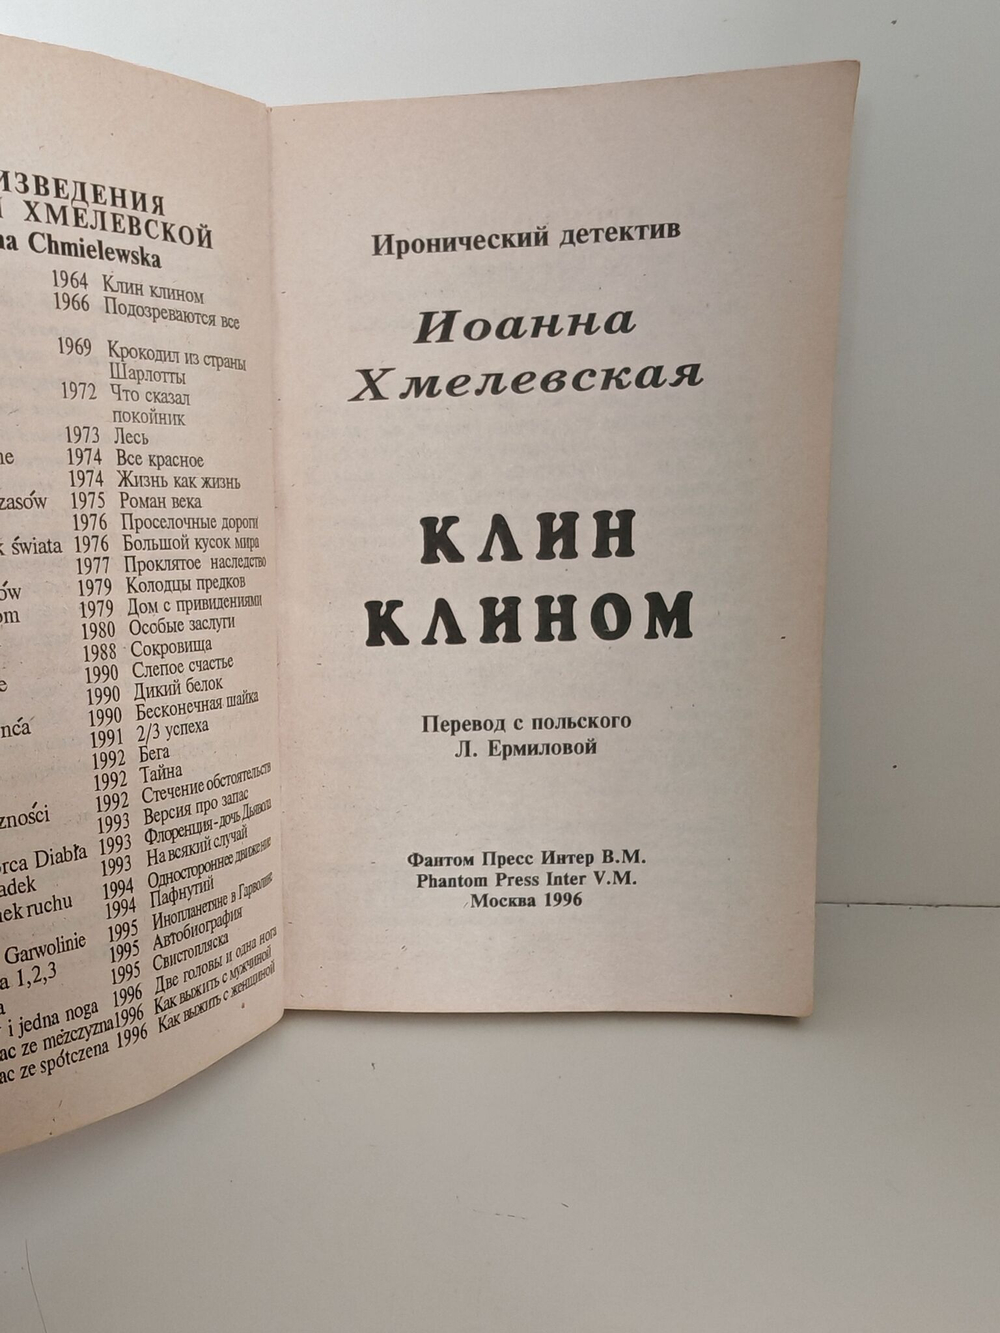 ИЗВЕДЕНИЯ
ХМЕЛЕВСКОЙ
na Chmielewska
1964 Клин клином
1966 Подозреваются все
1969 Крокодил из страны
Шарлотты
1972 Что сказал
покойник
1973 Лесь
ne 1974 Все красное
1974 Жизнь как жизнь
zasów 1975 Роман века
1976 Проселочные дороги
k świata 1976 Большой кусок мира
1977 Проклятое наследство
ów 1979 Колодцы предков
om 1979 Дом с привидениями
1980 Особые заслуги
1988 Сокровища
e 1990 Слепое счастье
1990 Дикий белок
ńca 1990 Бесконечная шайка
1991 2/3 успеха
1992 Бега
1992 Тайна
zności 1992 Стечение обстоятельств
1993 Версия про запас
orca Diabła 1993 Флоренция-дочь Дьявола
adek 1993 На всякий случай
nek ruchu 1994 Одностороннее движение
1994 Пафнутий
Garwolinie 1995 Инопланетяне в Гарволине
a 1,2,3 1995 Автобиография
a 1995 Свистопляска
i jedna noga 1996 Две головы и одна нога
ac ze mężczyzna 1996 Как выжить с мужчиной
ac ze spółczena 1996 Как выжить с женщиной
Иронический детектив
Иоанна
Хмелевская
КЛИН
КЛИНОМ
Перевод с польского
Л. Ермиловой
Фантом Пресс Интер В.М.
Phantom Press Inter V.M.
Москва 1996